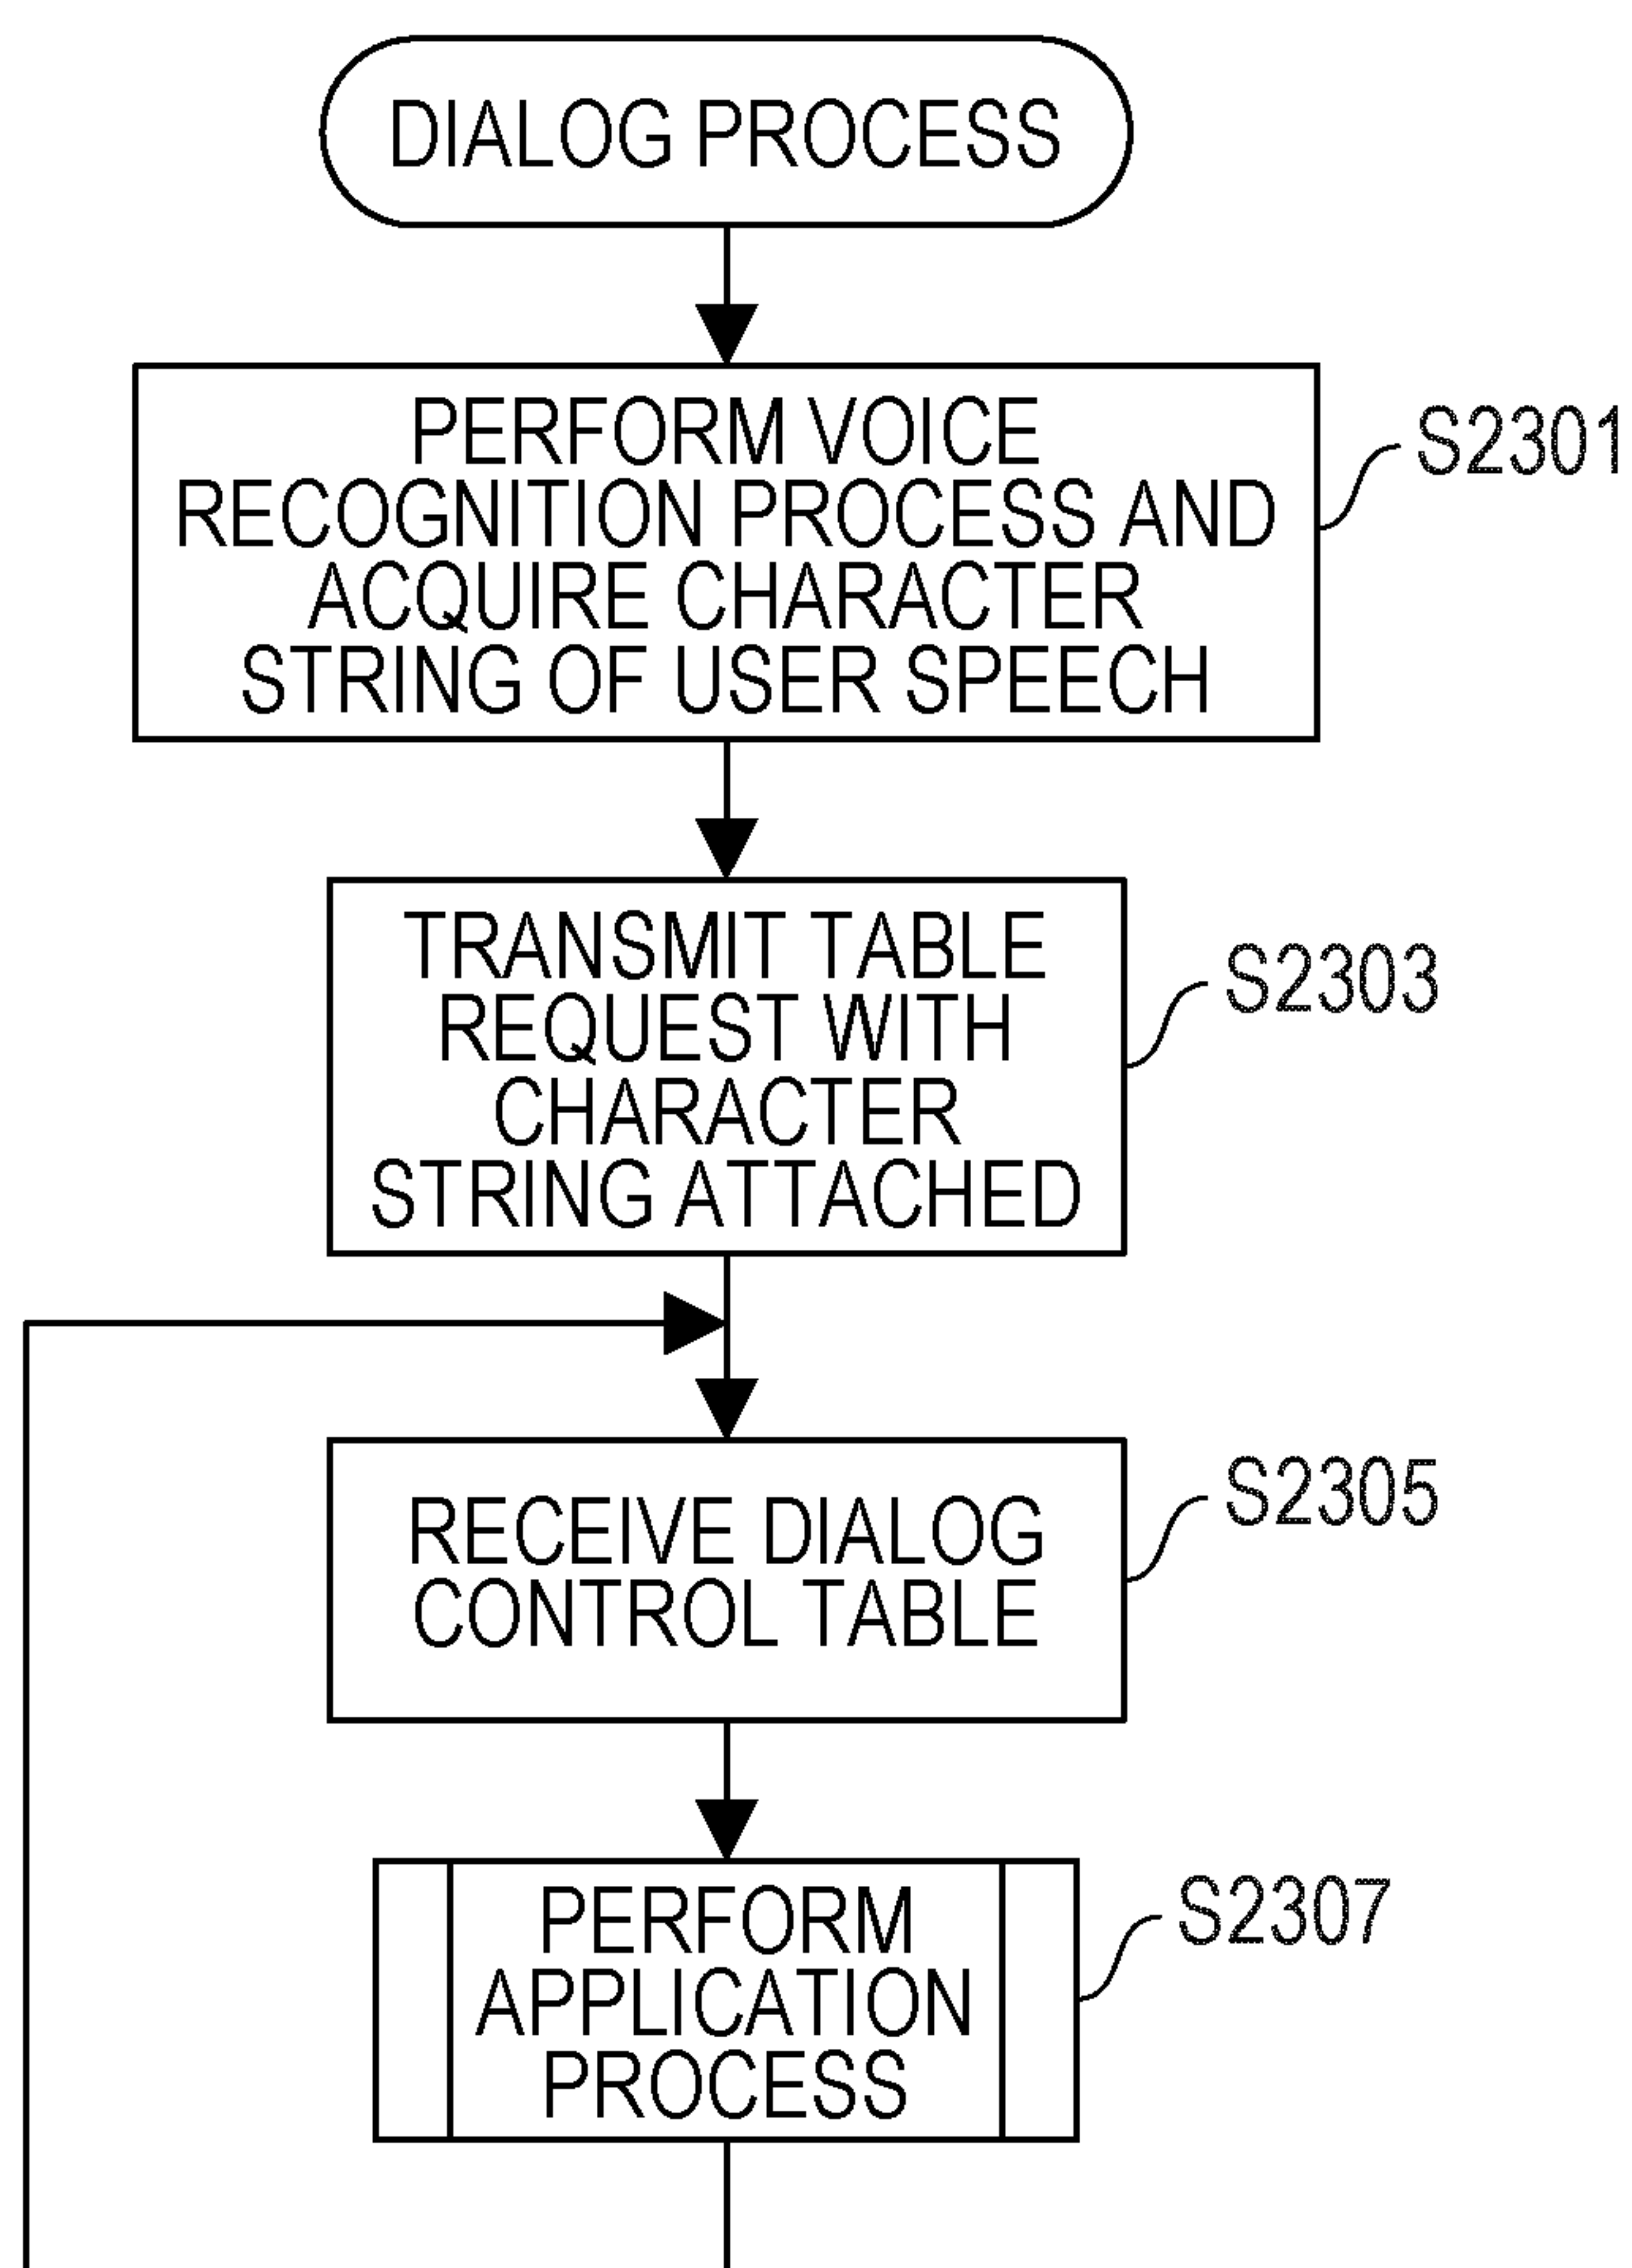 DIALOG PROCESS
PERFORM VOICE
RECOGNITION PROCESS AND
ACQUIRE CHARACTER
STRING OF USER SPEECH
S2301
TRANSMIT TABLE
REQUEST WITH
CHARACTER
STRING ATTACHED
S2303
RECEIVE DIALOG
CONTROL TABLE
S2305
PERFORM
APPLICATION
PROCESS
S2307